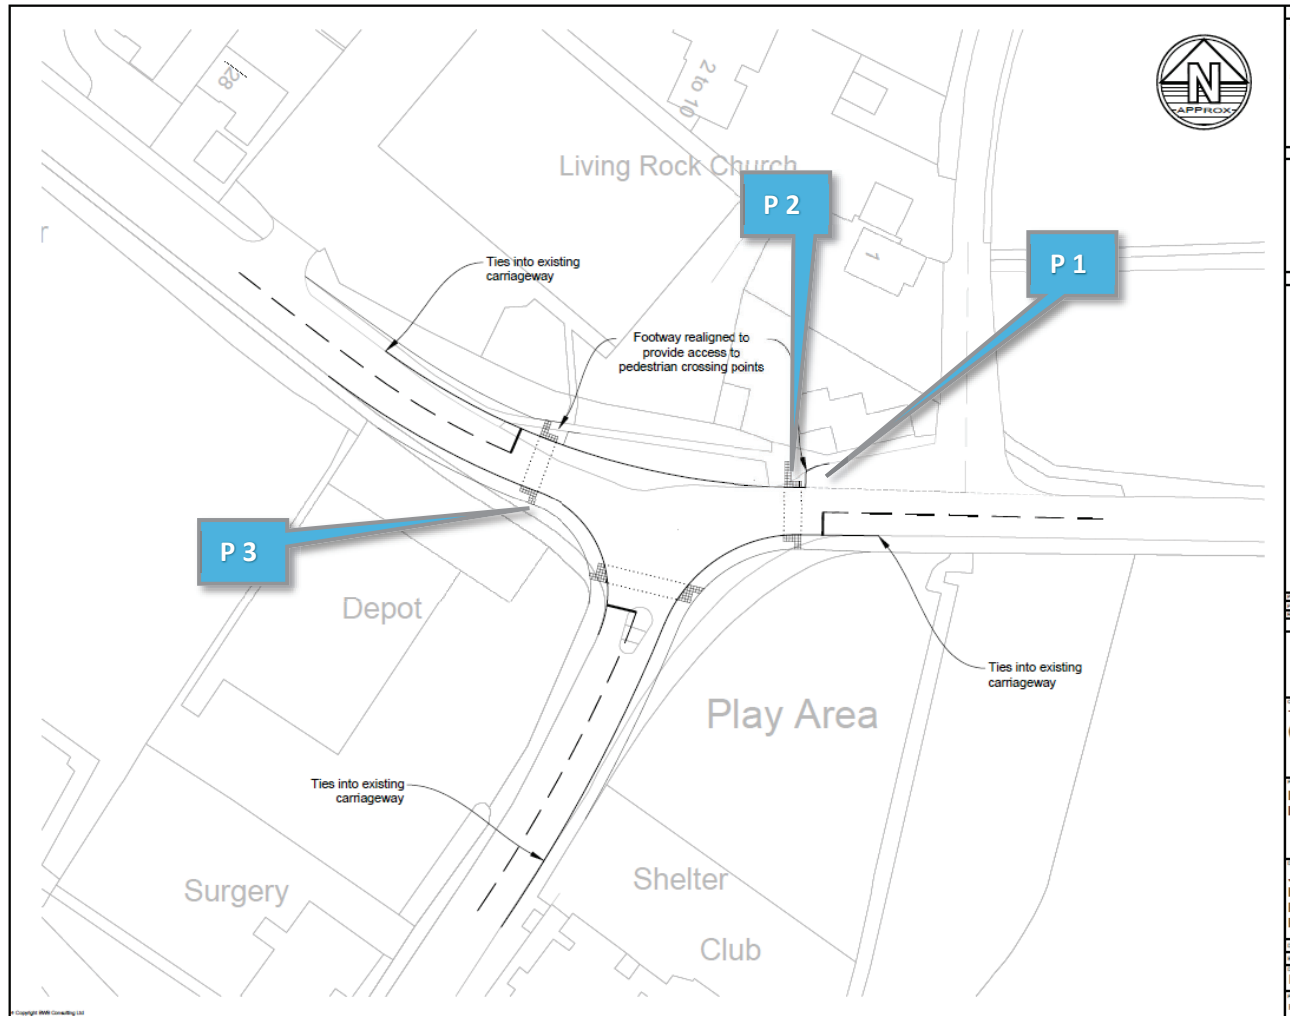 N
APPROX
28
2 to 10
Living Rock Church
P 2
1
P 1
r
Ties into existing
carriageway
Footway realigned to
provide access to
pedestrian crossing points
P 3
Depot
Ties into existing
carriageway
Play Area
Ties into existing
carriageway
Surgery
Shelter
Club